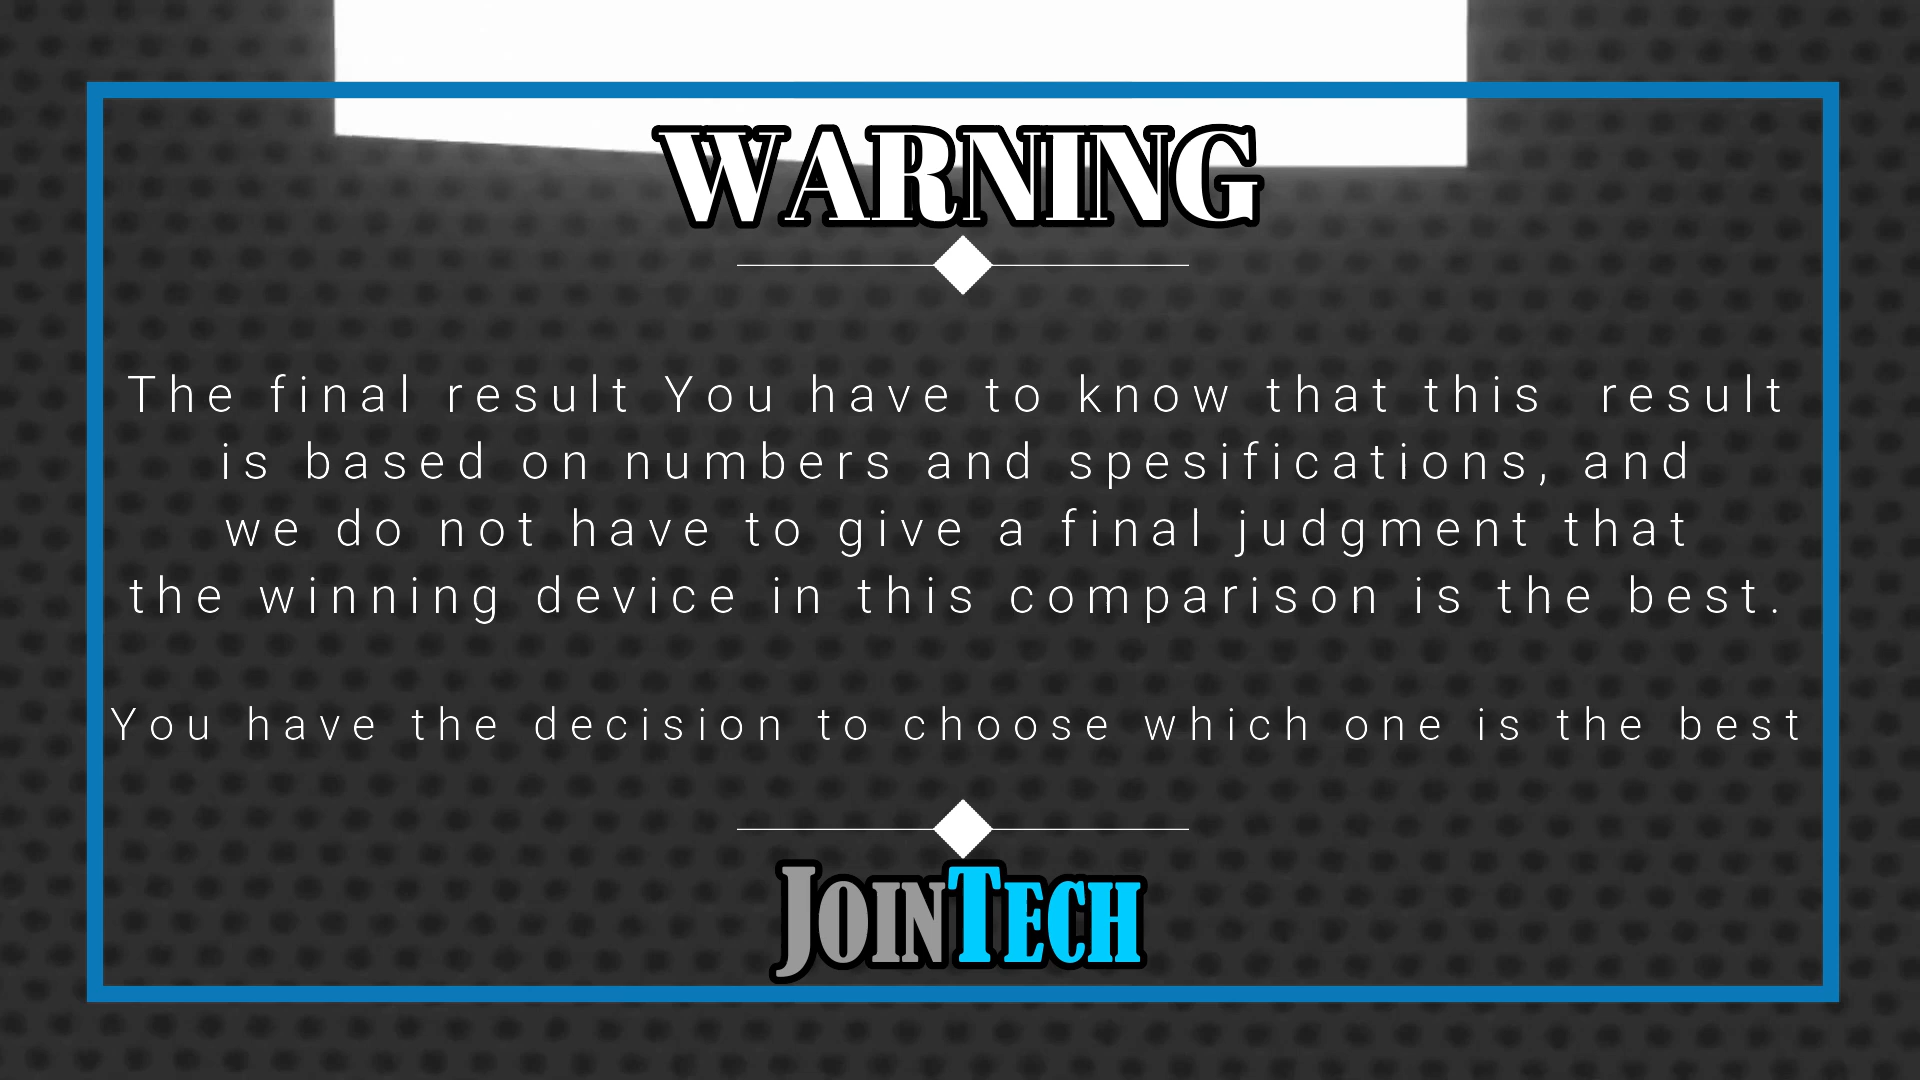 WARNING
The final result You have to know that this  result
is based on numbers and spesifications, and
we do not have to give a final judgment that
the winning device in this comparison is the best.
You have the decision to choose which one is the best
JOINTECH